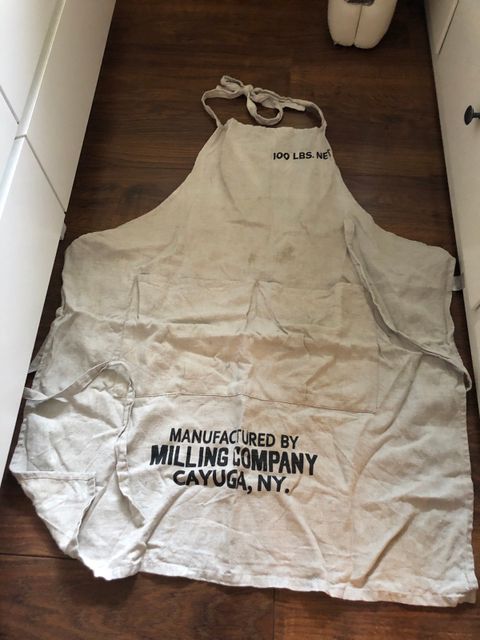 100 LBS. NET
MANUFACTURED BY
MILLING COMPANY
CAYUGA, NY.